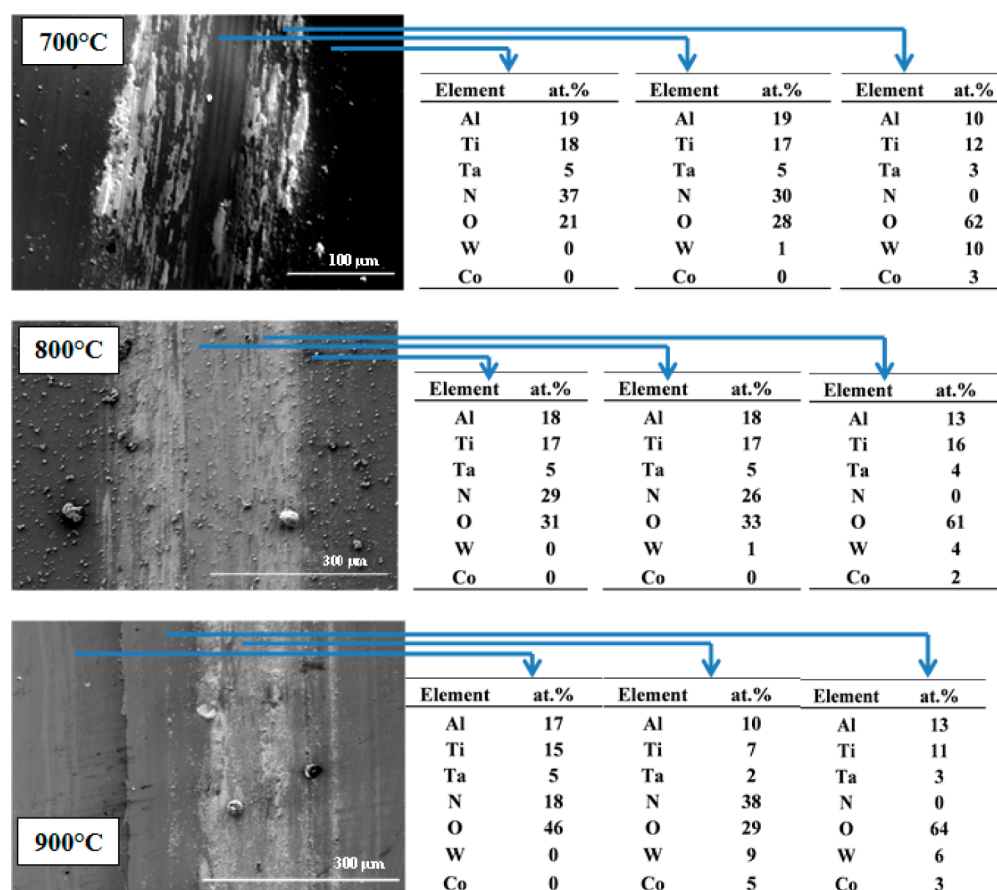 700°C
100 µm
Element at.% Element at.% Element at.%
Al 19 Al 19 Al 10
Ti 18 Ti 17 Ti 12
Ta 5 Ta 5 Ta 3
N 37 N 30 N 0
O 21 O 28 O 62
W 0 W 1 W 10
Co 0 Co 0 Co 3
800°C
300 µm
Element at.% Element at.% Element at.%
Al 18 Al 18 Al 13
Ti 17 Ti 17 Ti 16
Ta 5 Ta 5 Ta 4
N 29 N 26 N 0
O 31 O 33 O 61
W 0 W 1 W 4
Co 0 Co 0 Co 2
900°C
300 µm
Element at.% Element at.% Element at.%
Al 17 Al 10 Al 13
Ti 15 Ti 7 Ti 11
Ta 5 Ta 2 Ta 3
N 18 N 38 N 0
O 46 O 29 O 64
W 0 W 9 W 6
Co 0 Co 5 Co 3